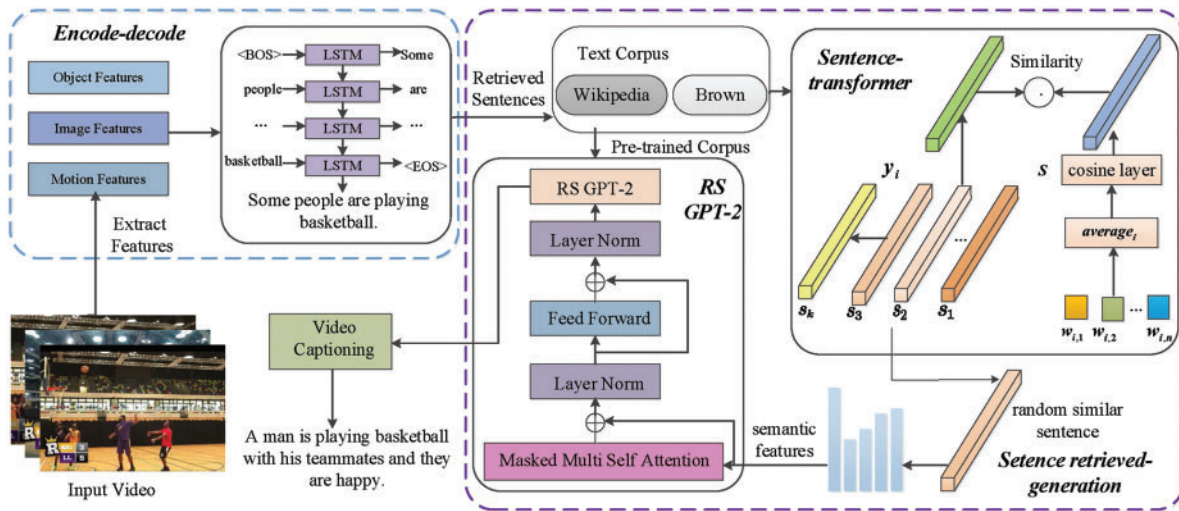 Encode-decode
Object Features
Image Features
Motion Features
<BOS> LSTM Some
people LSTM are
... LSTM ...
basketball LSTM <EOS>
Some people are playing
basketball.
Extract
Features
Input Video
Retrieved
Sentences
Text Corpus
Wikipedia
Brown
Pre-trained Corpus
RS GPT-2
RS
GPT-2
Layer Norm
Feed Forward
Layer Norm
Masked Multi Self Attention
Video
Captioning
A man is playing basketball
with his teammates and they
are happy.
Sentence-
transformer
Similarity
y_i
s
cosine layer
average_i
...
s_k s_3 s_2 s_1
...
w_i,1 w_i,2 w_i,n
random similar
sentence
semantic
features
Setence retrieved-
generation
R
3
LL 5